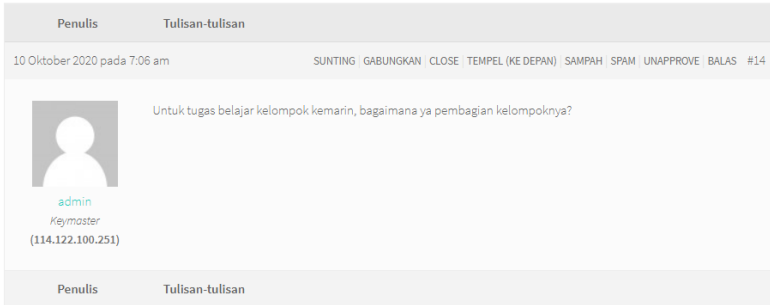 Penulis Tulisan-tulisan
10 Oktober 2020 pada 7:06 am SUNTING | GABUNGKAN | CLOSE | TEMPEL (KE DEPAN) | SAMPAH | SPAM | UNAPPROVE | BALAS #14
Untuk tugas belajar kelompok kemarin, bagaimana ya pembagian kelompoknya?
admin
Keymaster
(114.122.100.251)
Penulis Tulisan-tulisan